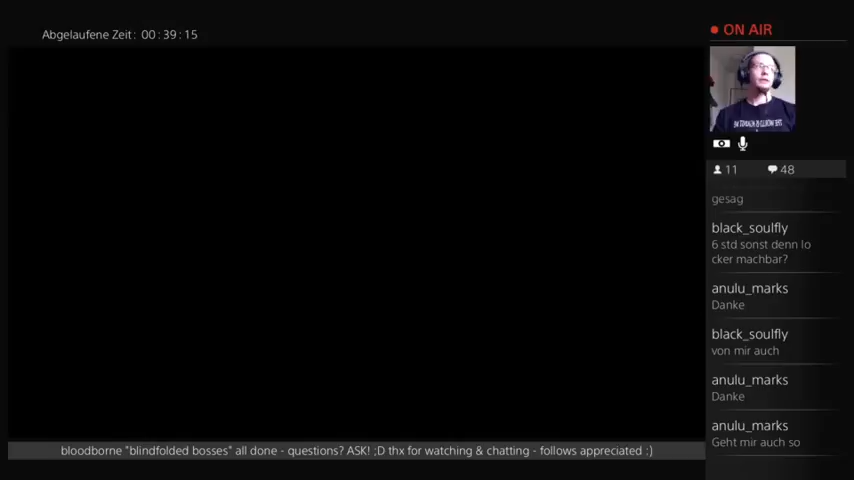 Abgelaufene Zeit: 00:39:15
ON AIR
11
48
gesag
black_soulfly
6 std sonst denn lo
cker machbar?
anulu_marks
Danke
black_soulfly
von mir auch
anulu_marks
Danke
anulu_marks
Geht mir auch so
bloodborne "blindfolded bosses" all done - questions? ASK! ;D thx for watching & chatting - follows appreciated ;)